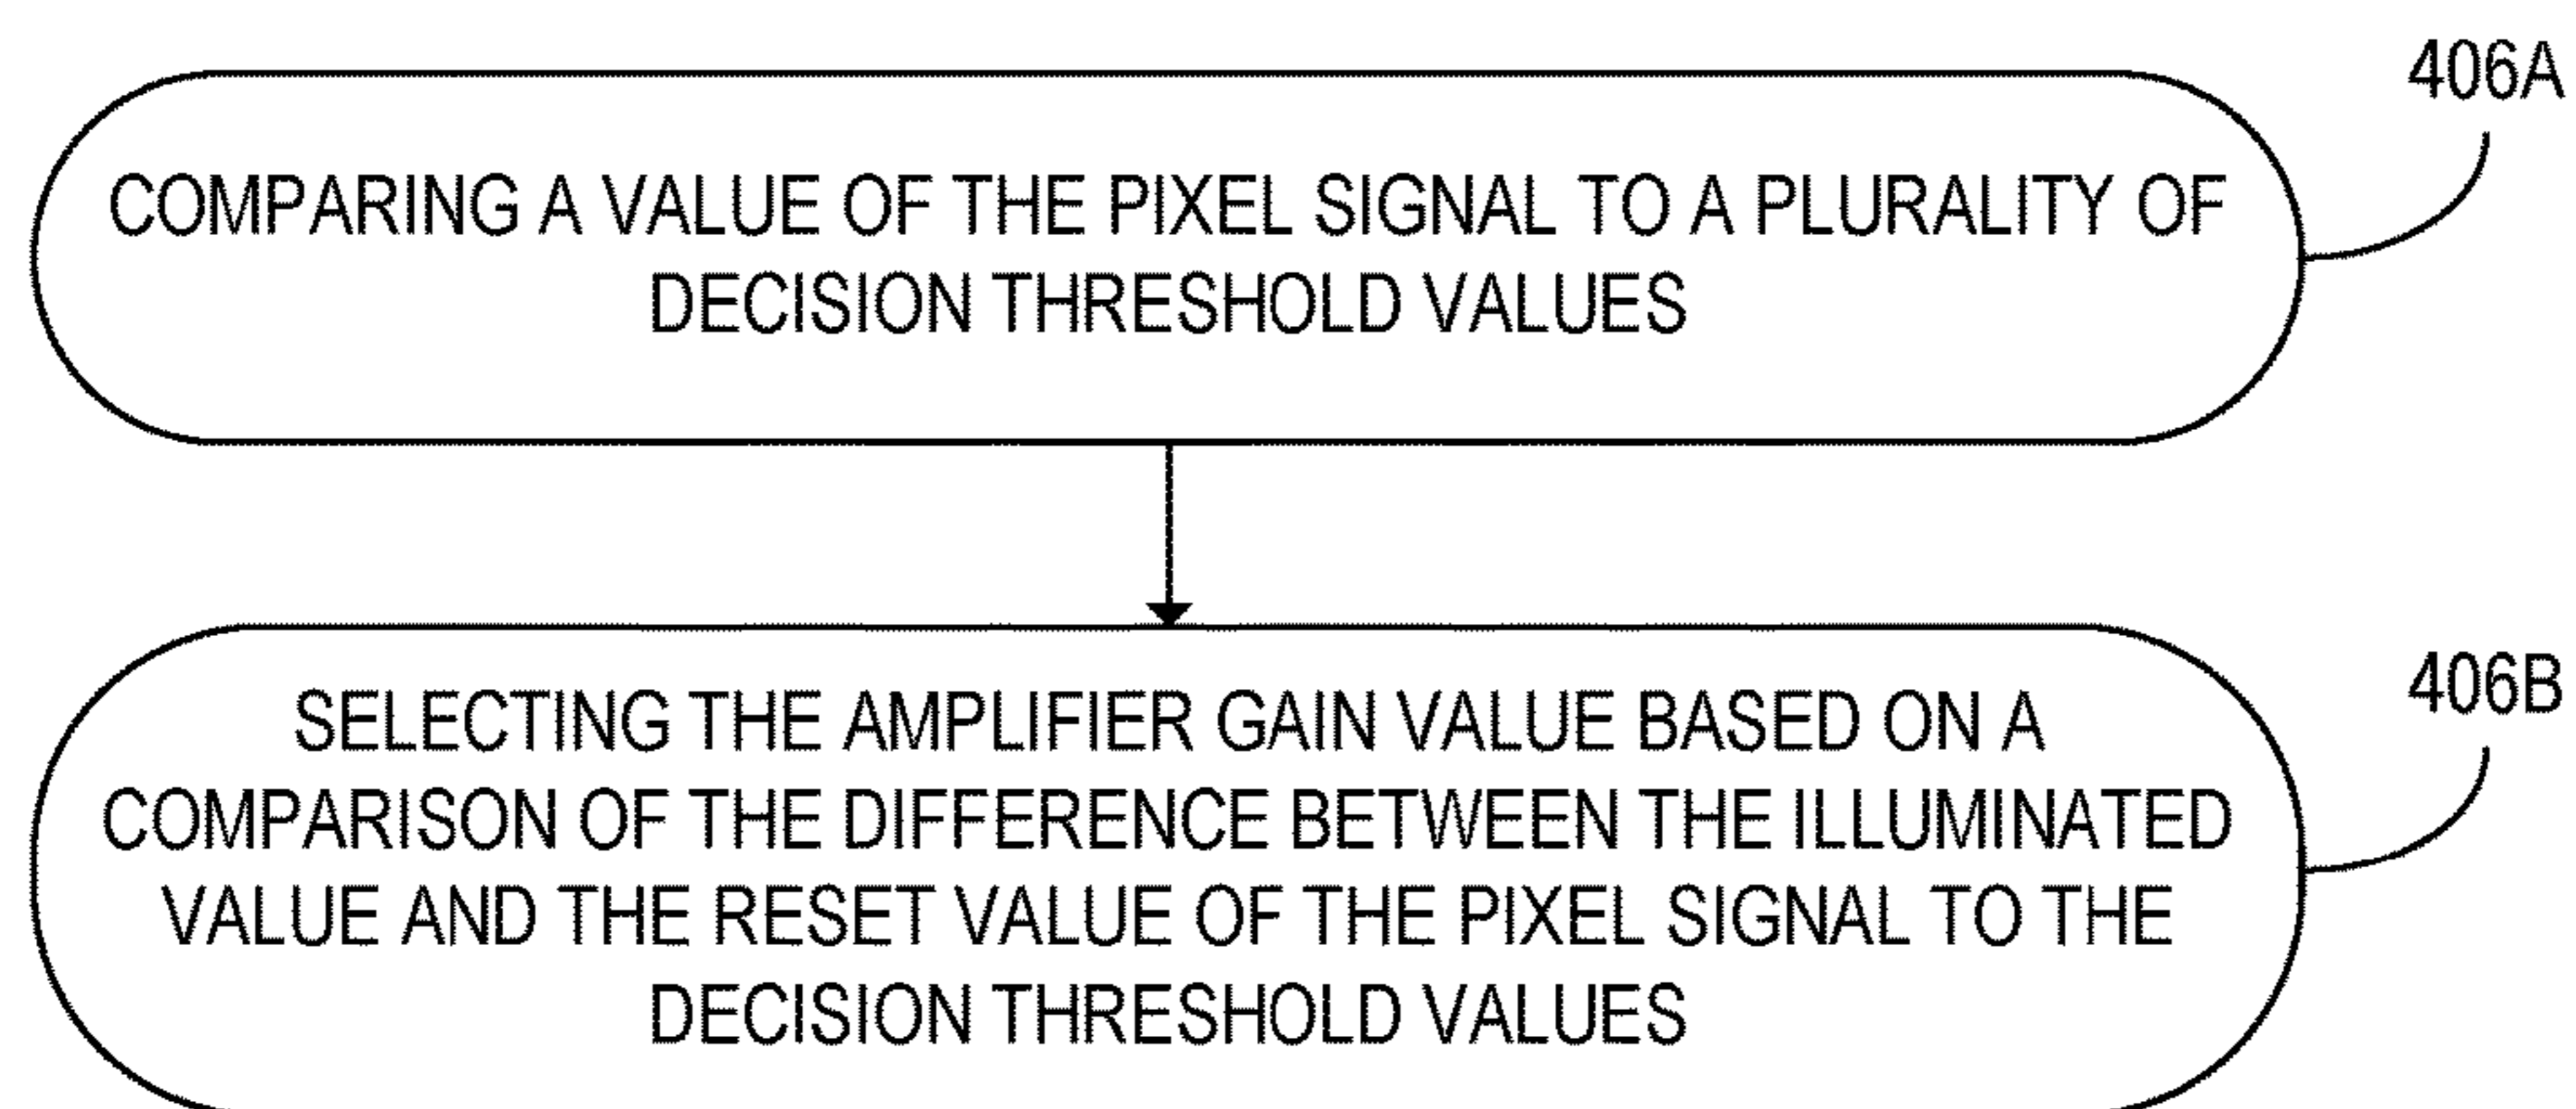 406A
COMPARING A VALUE OF THE PIXEL SIGNAL TO A PLURALITY OF
DECISION THRESHOLD VALUES
406B
SELECTING THE AMPLIFIER GAIN VALUE BASED ON A
COMPARISON OF THE DIFFERENCE BETWEEN THE ILLUMINATED
VALUE AND THE RESET VALUE OF THE PIXEL SIGNAL TO THE
DECISION THRESHOLD VALUES